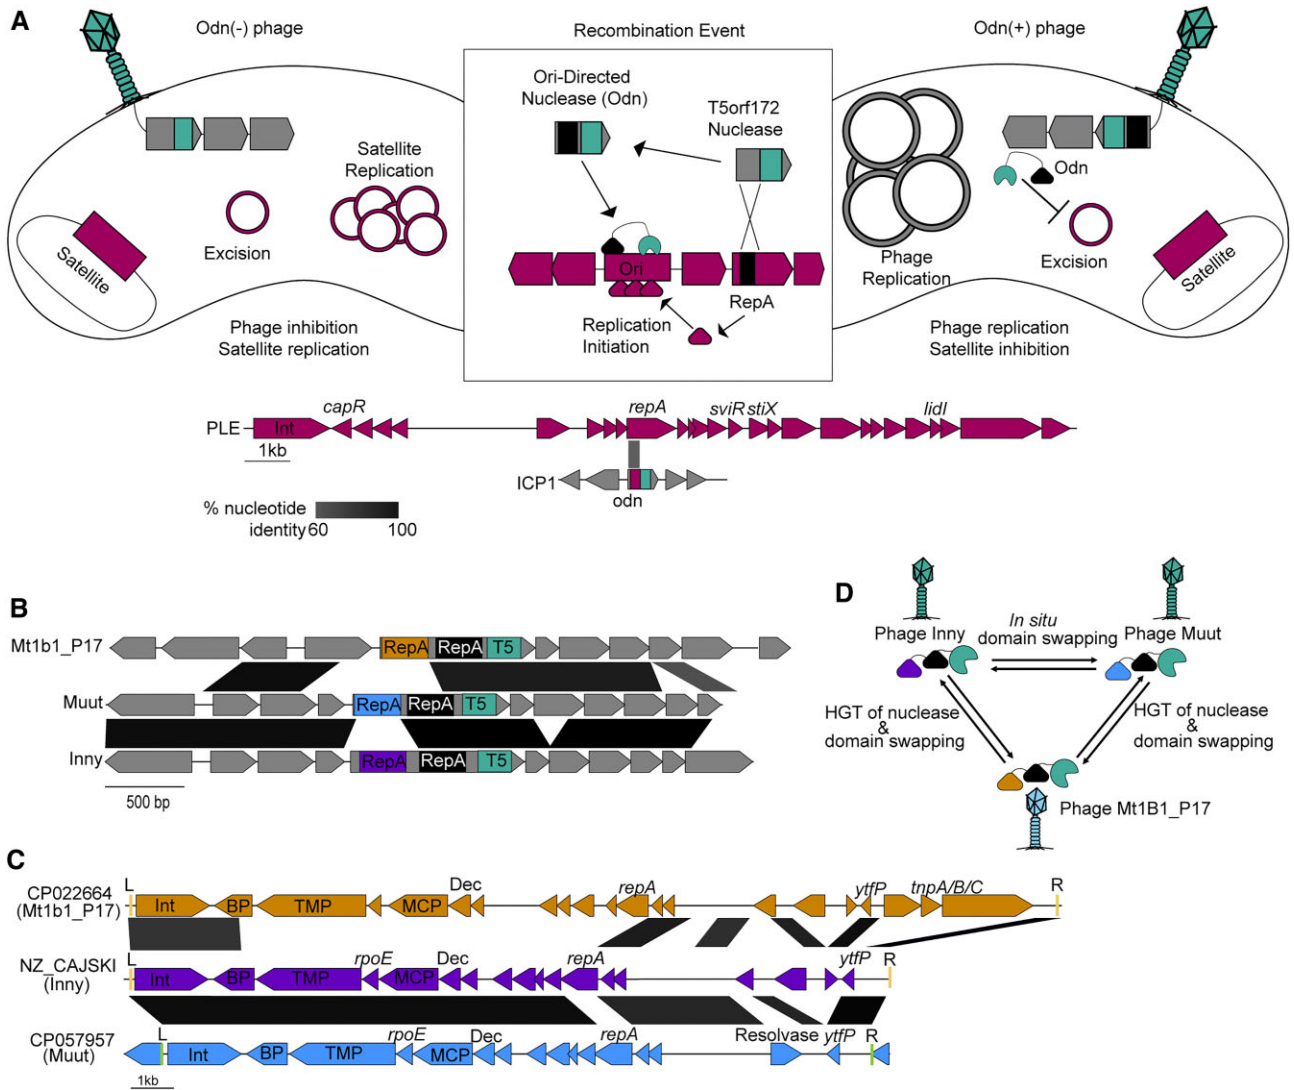 A
Odn(-) phage
Recombination Event
Odn(+) phage
Ori-Directed
Nuclease (Odn)
T5orf172
Nuclease
Satellite
Replication
Excision
Satellite
Phage inhibition
Satellite replication
Ori
RepA
Replication
Initiation
Odn
Phage
Replication
Excision
Satellite
Phage replication
Satellite inhibition
PLE
Int
capR
repA
sviR
stiX
lidI
1kb
ICP1
odn
% nucleotide
identity
60
100
B
Mt1b1_P17
RepA
RepA
T5
Muut
RepA
RepA
T5
Inny
RepA
RepA
T5
500 bp
D
Phage Inny
In situ
domain swapping
Phage Muut
HGT of nuclease
&
domain swapping
HGT of nuclease
&
domain swapping
Phage Mt1B1_P17
C
CP022664
(Mt1b1_P17)
L
Int
BP
TMP
MCP
Dec
repA
ytfP
tnpA/B/C
R
NZ_CAJSKI
(Inny)
L
Int
BP
TMP
rpoE
MCP
Dec
repA
ytfP
R
CP057957
(Muut)
L
Int
BP
TMP
rpoE
MCP
Dec
repA
Resolvase
ytfP
R
1kb